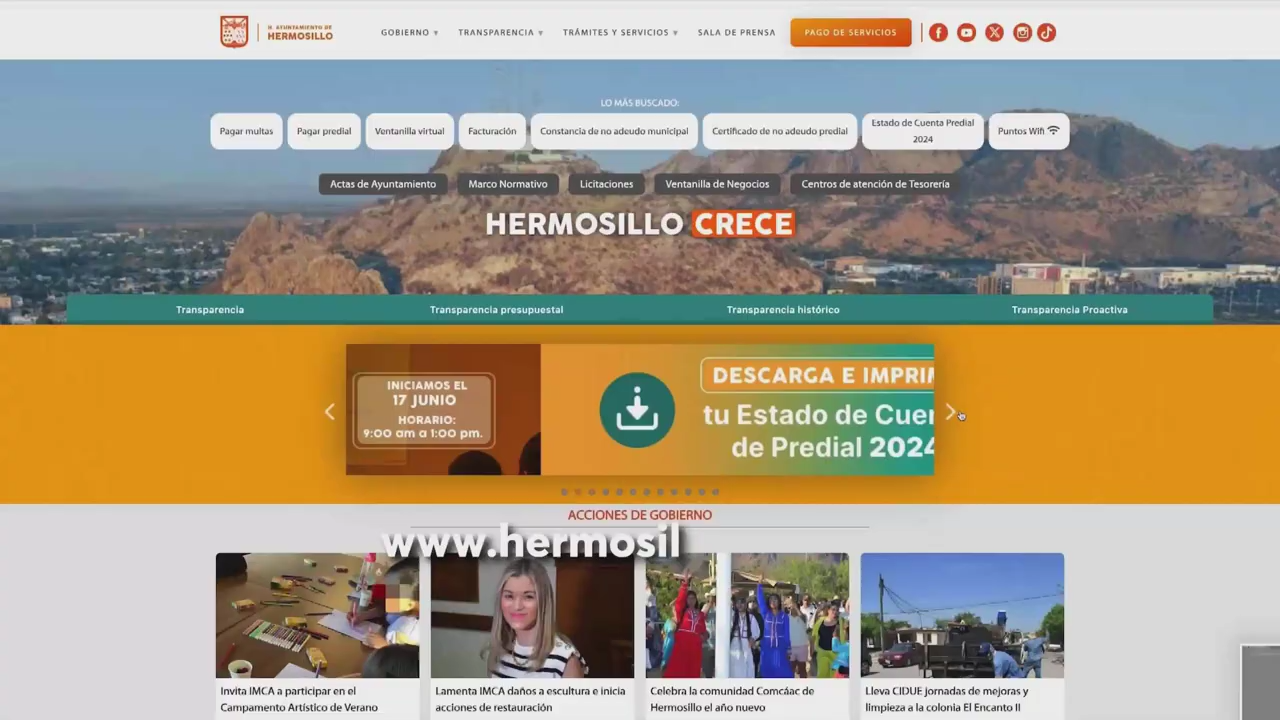 H. AYUNTAMIENTO DE
HERMOSILLO
GOBIERNO
TRANSPARENCIA
TRÁMITES Y SERVICIOS
SALA DE PRENSA
PAGO DE SERVICIOS
LO MÁS BUSCADO:
Pagar multas
Pagar predial
Ventanilla virtual
Facturación
Constancia de no adeudo municipal
Certificado de no adeudo predial
Estado de Cuenta Predial
2024
Puntos Wifi
Actas de Ayuntamiento
Marco Normativo
Licitaciones
Ventanilla de Negocios
Centros de atención de Tesorería
HERMOSILLO CRECE
Transparencia
Transparencia presupuestal
Transparencia histórico
Transparencia Proactiva
INICIAMOS EL
17 JUNIO
HORARIO:
9:00 am a 1:00 pm.
DESCARGA E IMPRIM
tu Estado de Cuen
de Predial 2024
ACCIONES DE GOBIERNO
www.hermosil
Invita IMCA a participar en el
Campamento Artístico de Verano
Lamenta IMCA daños a escultura e inicia
acciones de restauración
Celebra la comunidad Comcáac de
Hermosillo el año nuevo
Lleva CIDUE jornadas de mejoras y
limpieza a la colonia El Encanto II